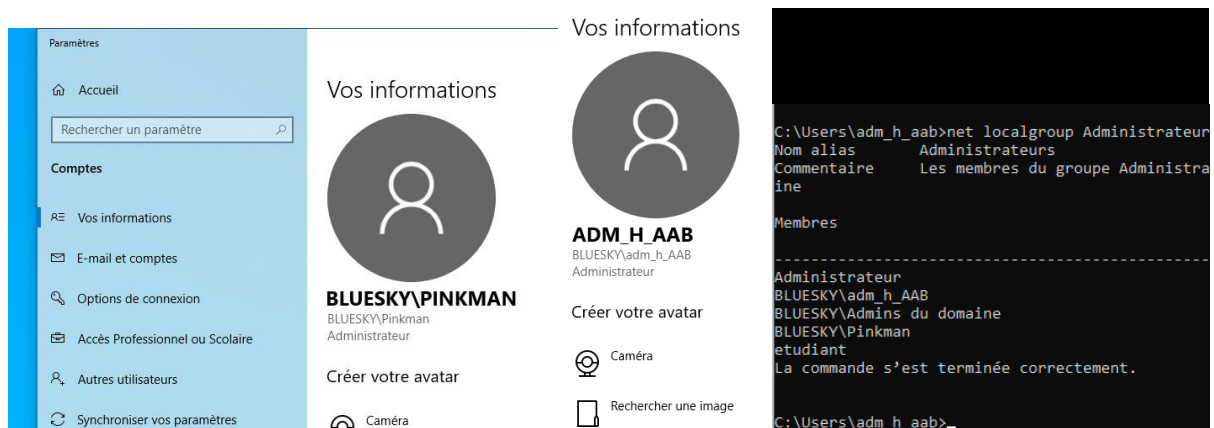 Paramètres
Accueil
Rechercher un paramètre
Comptes
Vos informations
E-mail et comptes
Options de connexion
Accès Professionnel ou Scolaire
Autres utilisateurs
Synchroniser vos paramètres
Vos informations
BLUESKY\PINKMAN
BLUESKY\Pinkman
Administrateur
Créer votre avatar
Caméra
Vos informations
ADM_H_AAB
BLUESKY\adm_h_AAB
Administrateur
Créer votre avatar
Caméra
Rechercher une image
C:\Users\adm_h_aab>net localgroup Administrateur
Nom alias Administrateurs
Commentaire Les membres du groupe Administra
ine
Membres
-------------------------------------------------
Administrateur
BLUESKY\adm_h_AAB
BLUESKY\Admins du domaine
BLUESKY\Pinkman
etudiant
La commande s'est terminée correctement.
C:\Users\adm_h_aab>_